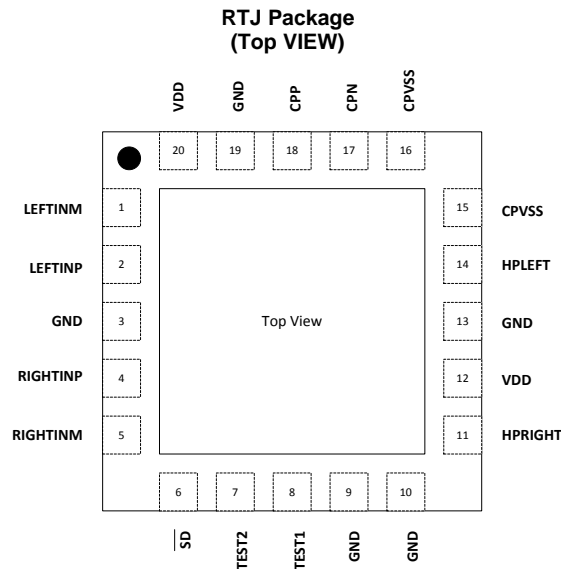 RTJ Package
(Top VIEW)
VDD
GND
CPP
CPN
CPVSS
20
19
18
17
16
LEFTINM
1
15
CPVSS
LEFTINP
2
14
HPLEFT
GND
3
Top View
13
GND
RIGHTINP
4
12
VDD
RIGHTINM
5
11
HPRIGHT
6
7
8
9
10
SD
TEST2
TEST1
GND
GND